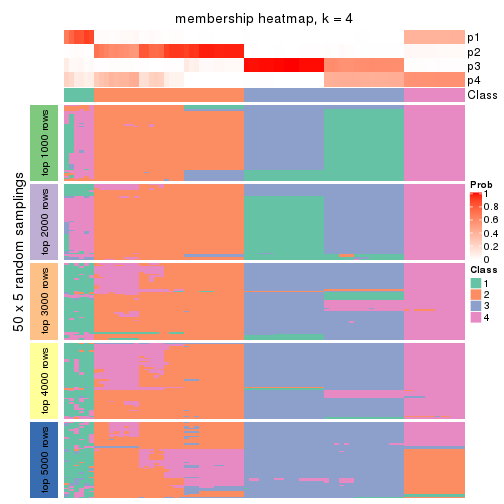 membership heatmap, k = 4
p1
p2
p3
p4
Class
50 x 5 random samplings
top 1000 rows
top 2000 rows
top 3000 rows
top 4000 rows
top 5000 rows
Prob
1
0.8
0.6
0.4
0.2
0
Class
1
2
3
4